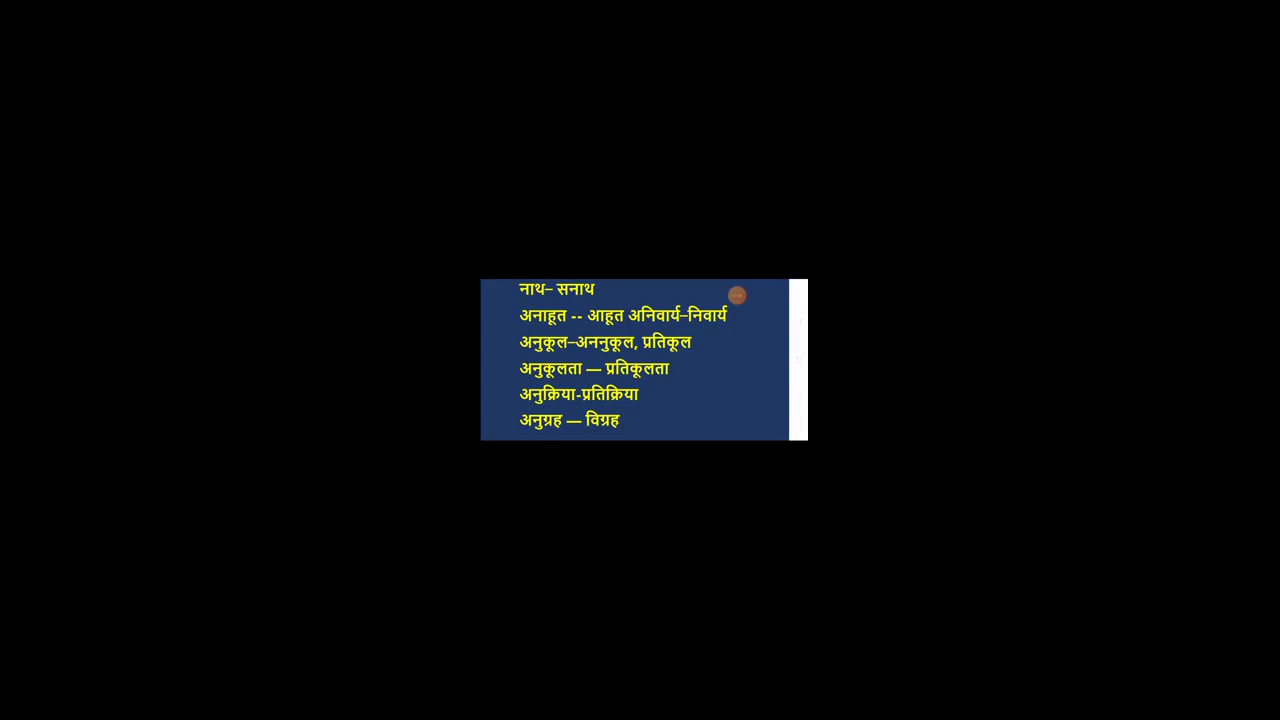 नाथ– सनाथ
अनाहूत -- आहूत अनिवार्य–निवार्य
अनुकूल–अननुकूल, प्रतिकूल
अनुकूलता — प्रतिकूलता
अनुक्रिया-प्रतिक्रिया
अनुग्रह — विग्रह